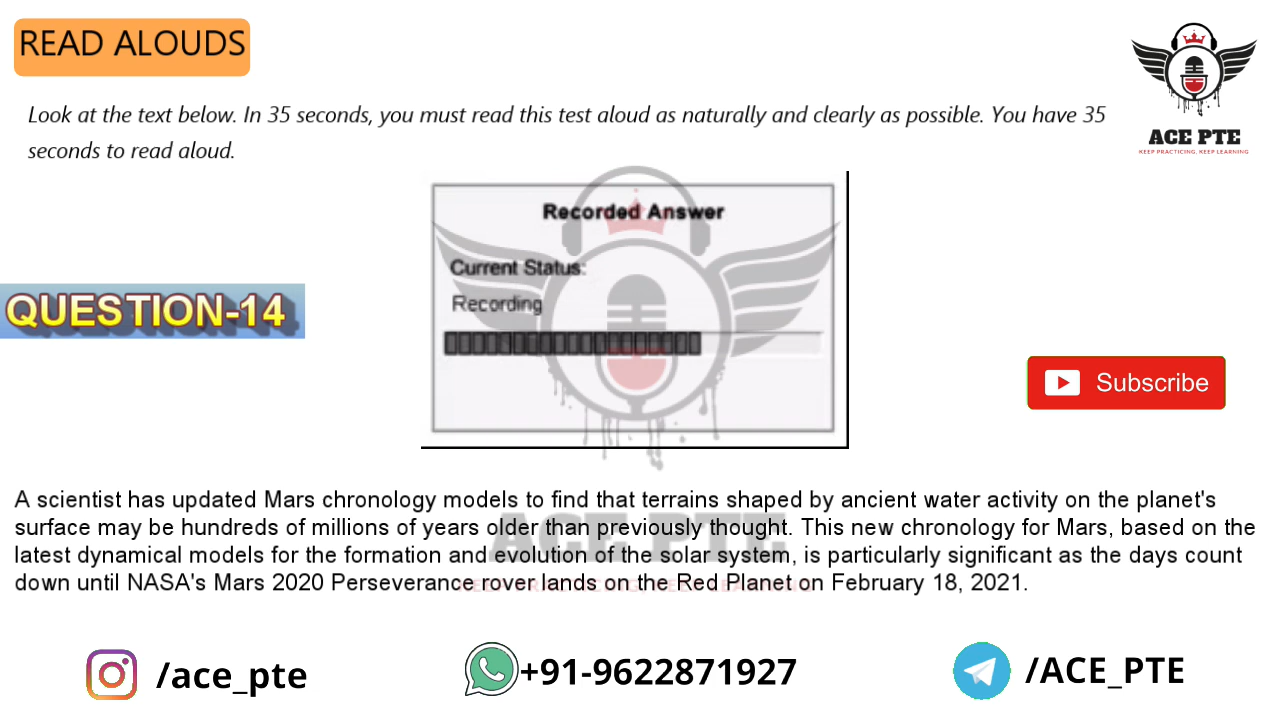 READ ALOUDS
ACE PTE
KEEP PRACTICING, KEEP LEARNING
Look at the text below. In 35 seconds, you must read this test aloud as naturally and clearly as possible. You have 35
seconds to read aloud.
Recorded Answer
Current Status:
Recording
QUESTION-14
Subscribe
A scientist has updated Mars chronology models to find that terrains shaped by ancient water activity on the planet's
surface may be hundreds of millions of years older than previously thought. This new chronology for Mars, based on the
latest dynamical models for the formation and evolution of the solar system, is particularly significant as the days count
down until NASA's Mars 2020 Perseverance rover lands on the Red Planet on February 18, 2021.
ACE PTE
KEEP PRACTICING, KEEP LEARNING
/ace_pte
+91-9622871927
/ACE_PTE